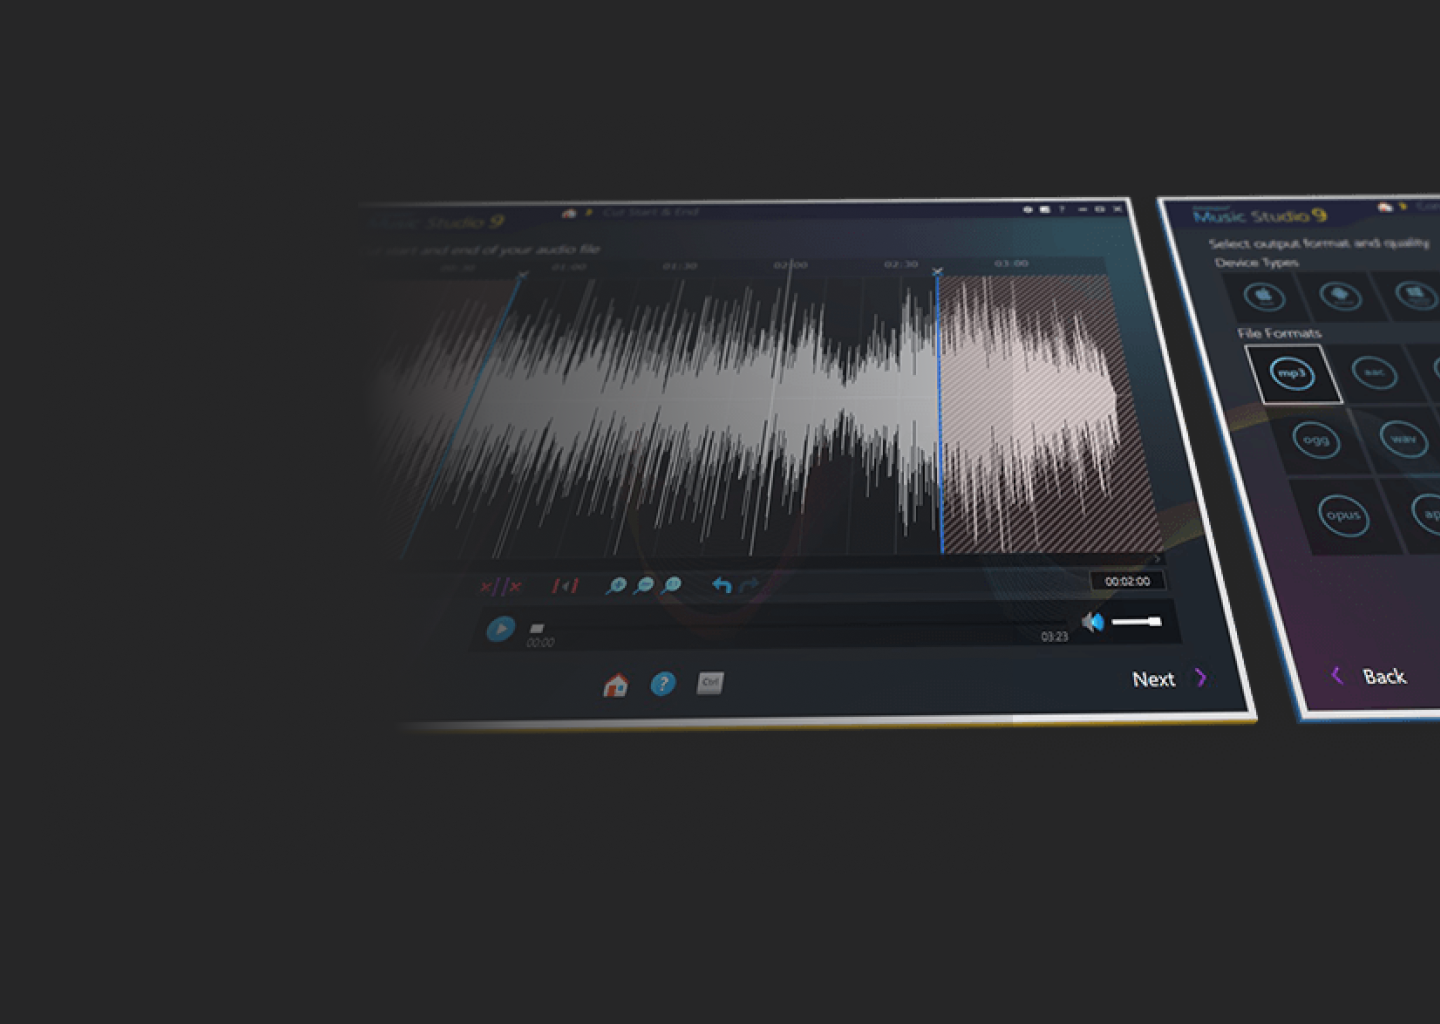 Music Studio 9
Cut Start & End
start and end of your audio file
00:30
01:00
01:30
02:00
02:30
03:00
00:02:00
00:00
03:23
Ctrl
Next
Music Studio 9
Select output format and quality
Device Types
File Formats
mp3
aac
ogg
wav
opus
Back